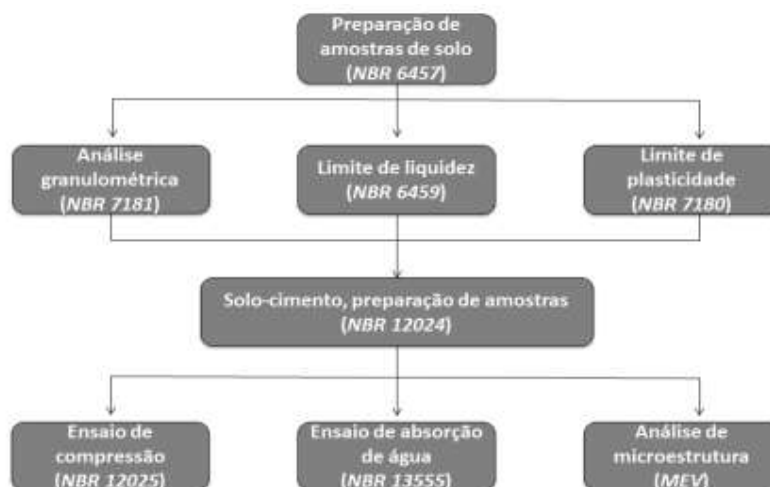 Preparação de
amostras de solo
(NBR 6457)
Análise
granulométrica
(NBR 7181)
Limite de liquidez
(NBR 6459)
Limite de
plasticidade
(NBR 7180)
Solo-cimento, preparação de amostras
(NBR 12024)
Ensaio de
compressão
(NBR 12025)
Ensaio de absorção
de água
(NBR 13555)
Análise de
microestrutura
(MEV)